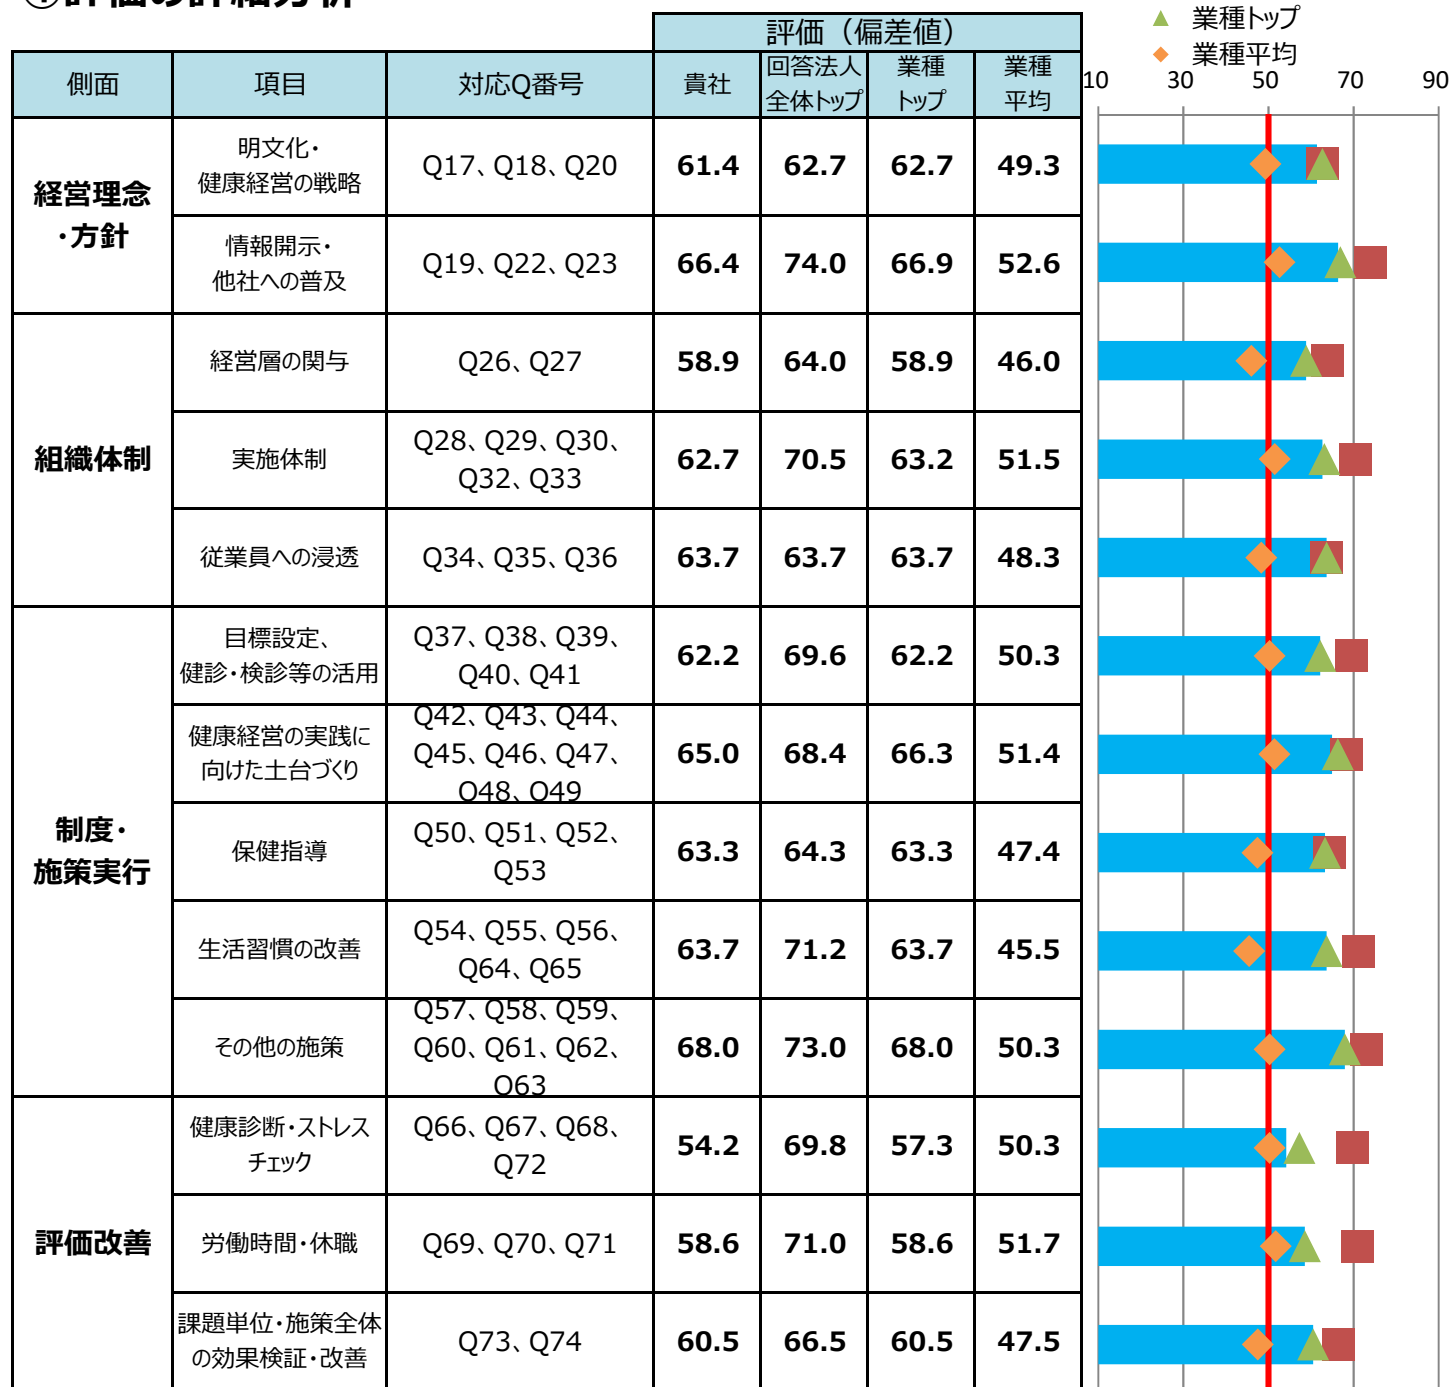 ①評価の詳細分析
評価（偏差値）
▲ 業種トップ
◆ 業種平均
側面 項目 対応Q番号 貴社 回答法人 業種 業種
全体トップ トップ 平均
10 30 50 70 90
経営理念
・方針
明文化・
健康経営の戦略
Q17、Q18、Q20 61.4 62.7 62.7 49.3
情報開示・
他社への普及
Q19、Q22、Q23 66.4 74.0 66.9 52.6
組織体制
経営層の関与 Q26、Q27 58.9 64.0 58.9 46.0
実施体制
Q28、Q29、Q30、
Q32、Q33
62.7 70.5 63.2 51.5
従業員への浸透 Q34、Q35、Q36 63.7 63.7 63.7 48.3
制度・
施策実行
目標設定、
健診・検診等の活用
Q37、Q38、Q39、
Q40、Q41
62.2 69.6 62.2 50.3
健康経営の実践に
向けた土台づくり
Q42、Q43、Q44、
Q45、Q46、Q47、
Q48、Q49
65.0 68.4 66.3 51.4
保健指導
Q50、Q51、Q52、
Q53
63.3 64.3 63.3 47.4
生活習慣の改善
Q54、Q55、Q56、
Q64、Q65
63.7 71.2 63.7 45.5
その他の施策
Q57、Q58、Q59、
Q60、Q61、Q62、
Q63
68.0 73.0 68.0 50.3
評価改善
健康診断・ストレス
チェック
Q66、Q67、Q68、
Q72
54.2 69.8 57.3 50.3
労働時間・休職 Q69、Q70、Q71 58.6 71.0 58.6 51.7
課題単位・施策全体
の効果検証・改善
Q73、Q74 60.5 66.5 60.5 47.5